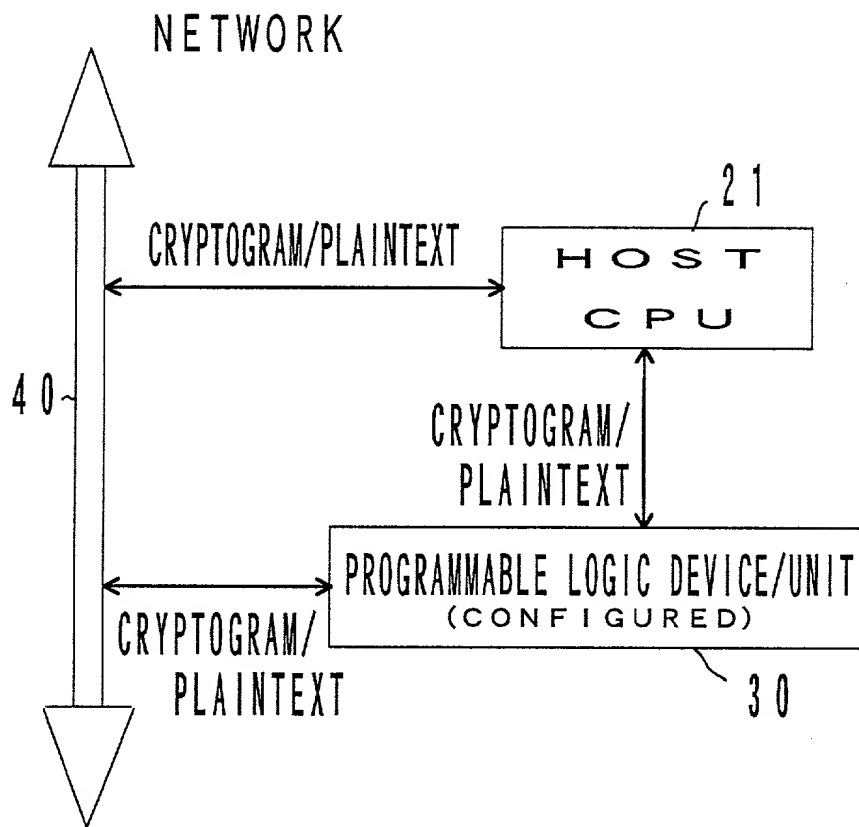 NETWORK
21
CRYPTOGRAM/PLAINTEXT
HOST
CPU
40
CRYPTOGRAM/
PLAINTEXT
PROGRAMMABLE LOGIC DEVICE/UNIT
(CONFIGURED)
CRYPTOGRAM/
PLAINTEXT
30